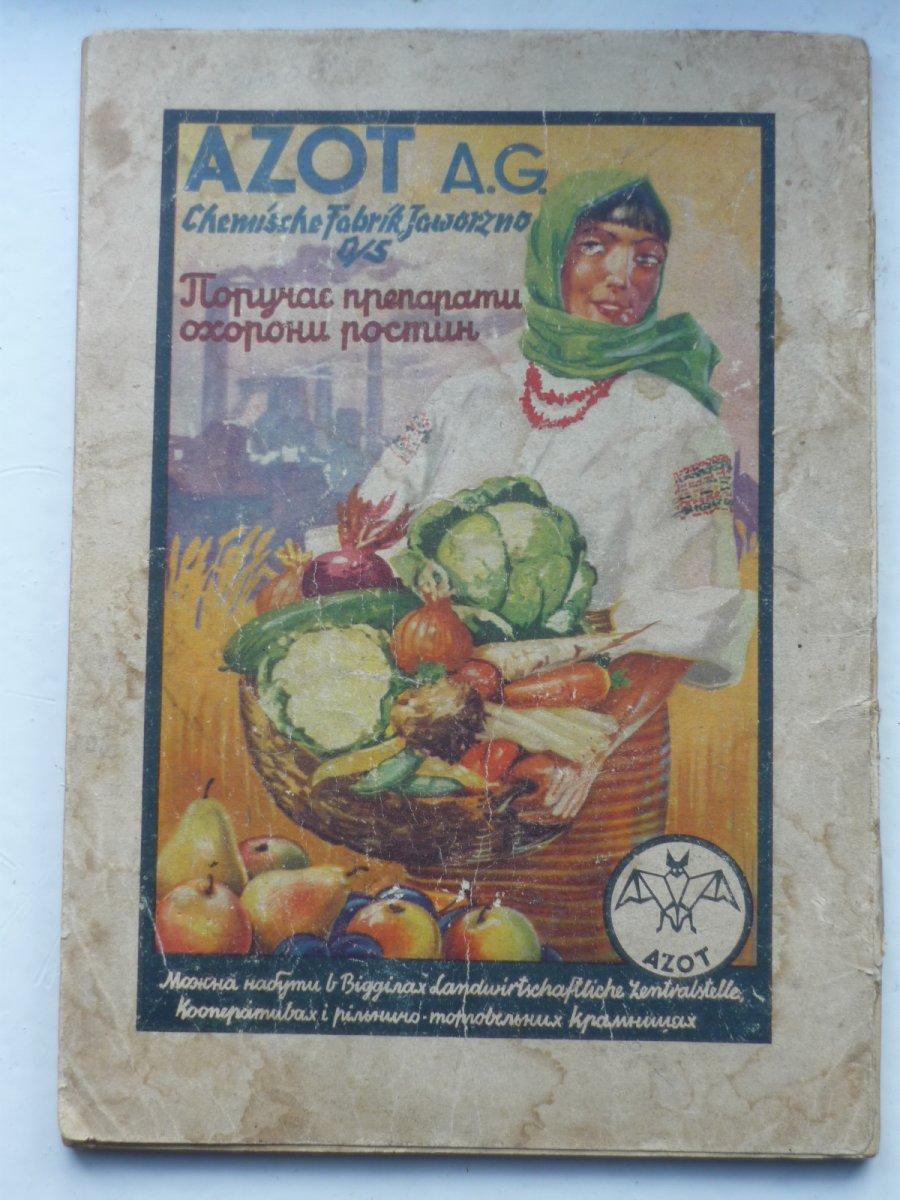 AZOT A.G.
Chemische Fabrik Jaworzno
O/S
Поручає препарати
охорони ростин
AZOT
Можна набути в Відділах Landwirtschaftliche Zentralstelle,
Кооперативах і рільничо-торговельних крамницях